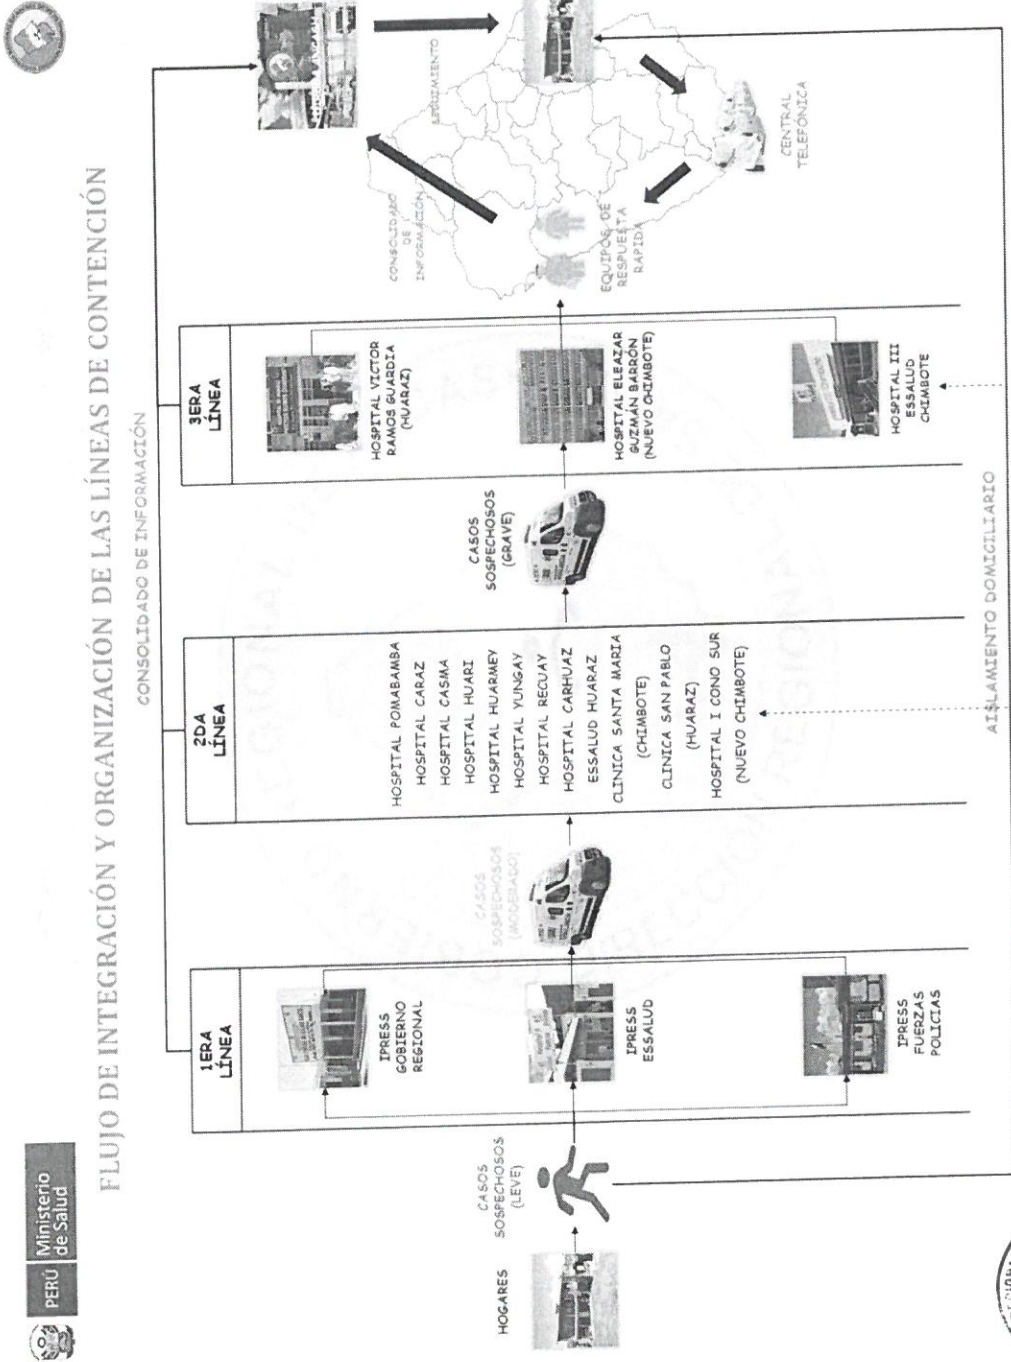 PERÚ
Ministerio
de Salud
FLUJO DE INTEGRACIÓN Y ORGANIZACIÓN DE LAS LÍNEAS DE CONTENCIÓN
CONSOLIDADO DE INFORMACIÓN
HOGARES
CASOS
SOSPECHOSOS
(LEVE)
1ERA
LÍNEA
IPRESS
GOBIERNO
REGIONAL
IPRESS
ESSALUD
IPRESS
FUERZAS
POLICIAS
CASOS
SOSPECHOSOS
(MODERADO)
2DA
LÍNEA
HOSPITAL POMABAMBA
HOSPITAL CARAZ
HOSPITAL CASMA
HOSPITAL HUARI
HOSPITAL HUARMEY
HOSPITAL YUNGAY
HOSPITAL RECUAY
HOSPITAL CARHUAZ
ESSALUD HUARAZ
CLINICA SANTA MARIA
(CHIMBOTE)
CLINICA SAN PABLO
(HUARAZ)
HOSPITAL I CONO SUR
(NUEVO CHIMBOTE)
CASOS
SOSPECHOSOS
(GRAVE)
3ERA
LÍNEA
HOSPITAL VICTOR
RAMOS GUARDIA
(HUARAZ)
HOSPITAL ELEAZAR
GUZMÁN BARRÓN
(NUEVO CHIMBOTE)
HOSPITAL III
ESSALUD
CHIMBOTE
CONSOLIDADO
DE
INFORMACIÓN
SEGUIMIENTO
EQUIPOS DE
RESPUESTA
RAPIDA
CENTRAL
TELEFÓNICA
AISLAMIENTO DOMICILIARIO